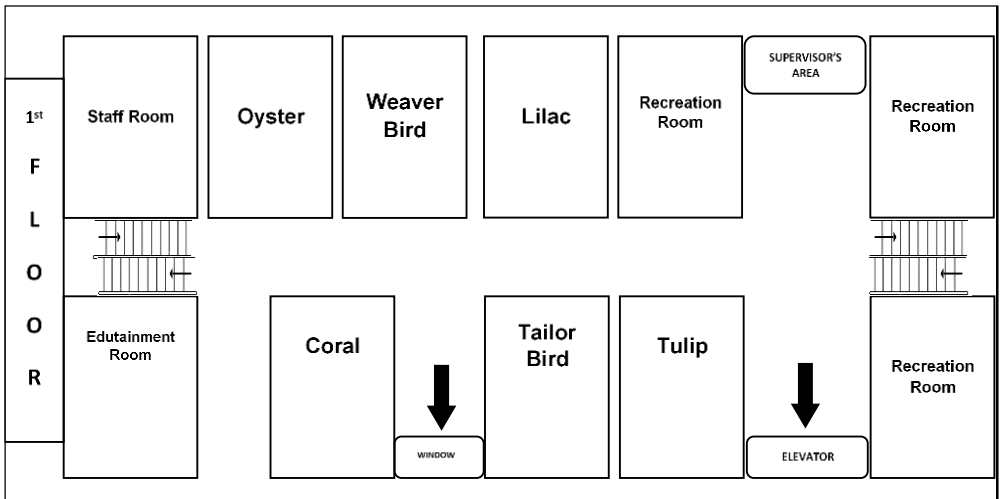 1st
F
L
O
O
R
Staff Room
Oyster
Weaver
Bird
Lilac
Recreation
Room
SUPERVISOR'S
AREA
Recreation
Room
Edutainment
Room
Coral
WINDOW
Tailor
Bird
Tulip
ELEVATOR
Recreation
Room